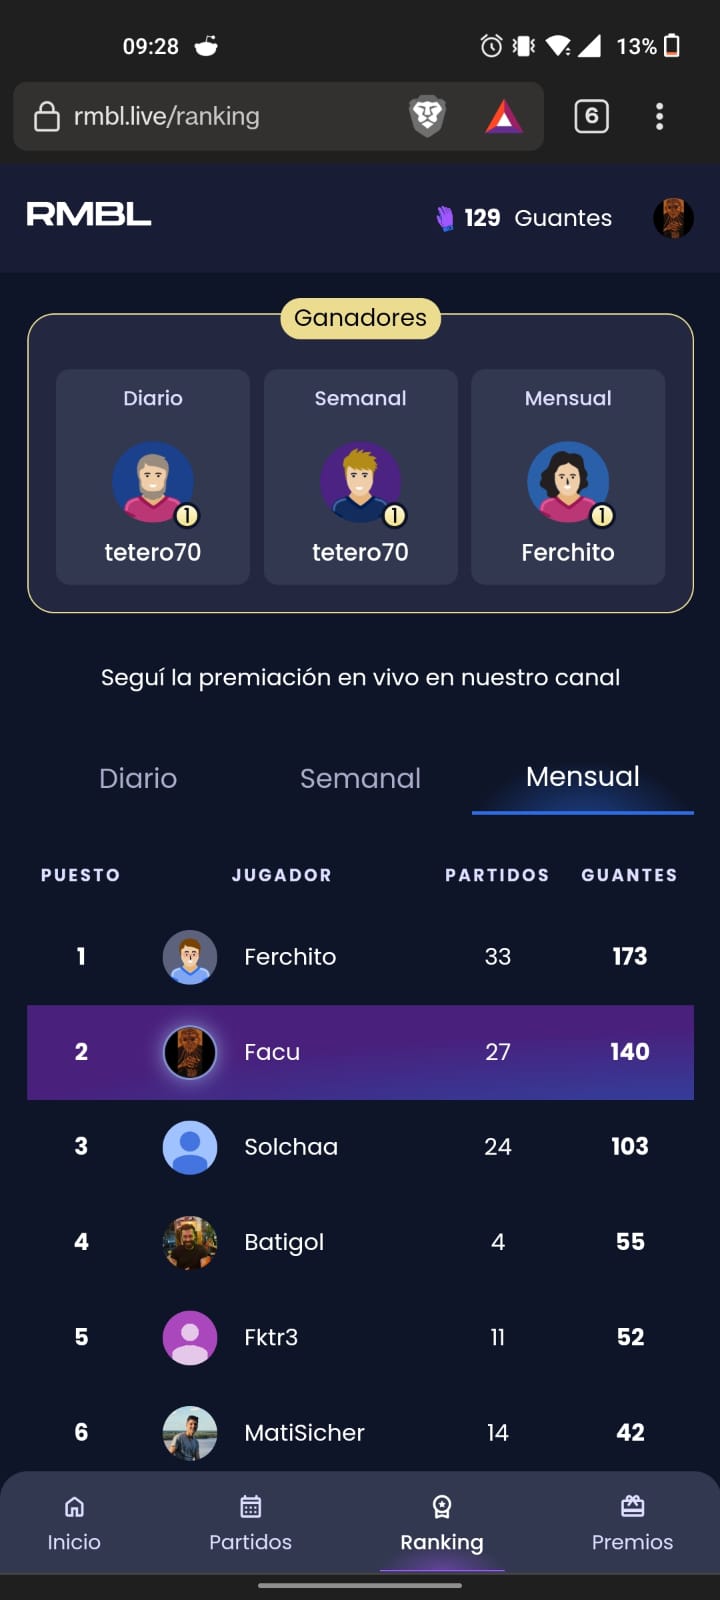 09:28 13%
rmbl.live/ranking 6
RMBL 129 Guantes
Ganadores
Diario Semanal Mensual
1 1 1
tetero70 tetero70 Ferchito
Seguí la premiación en vivo en nuestro canal
Diario Semanal Mensual
PUESTO JUGADOR PARTIDOS GUANTES
1 Ferchito 33 173
2 Facu 27 140
3 Solchaa 24 103
4 Batigol 4 55
5 Fktr3 11 52
6 MatiSicher 14 42
Inicio Partidos Ranking Premios